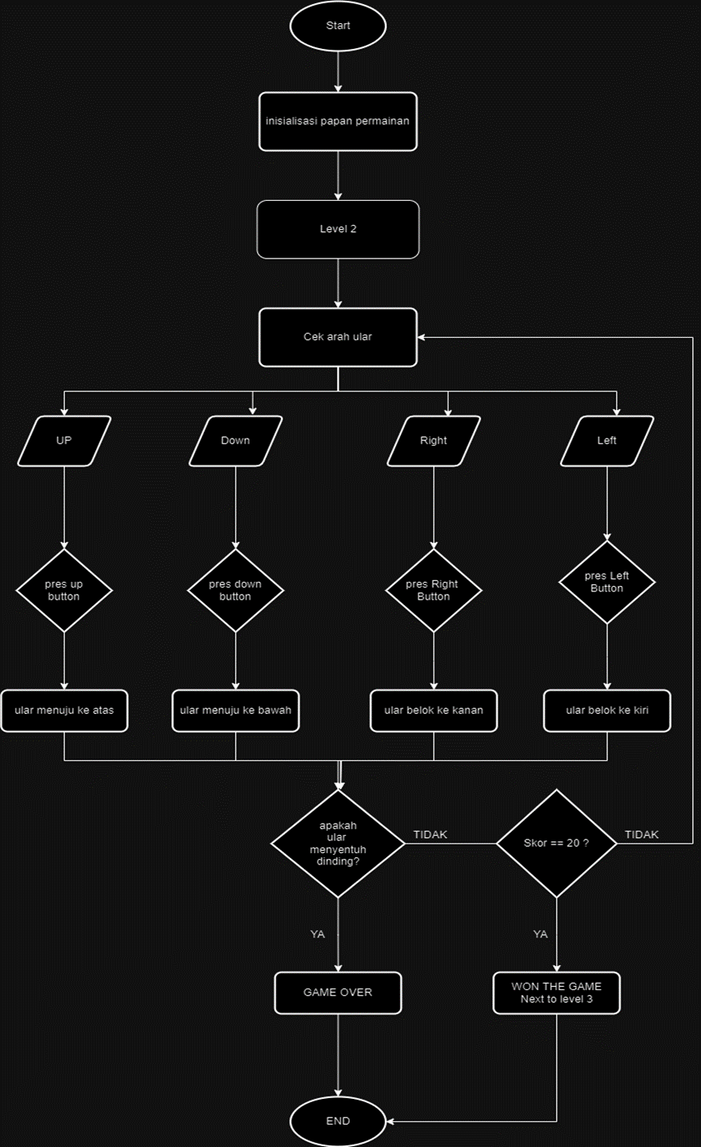 Start
inisialisasi papan permainan
Level 2
Cek arah ular
UP
Down
Right
Left
pres up
button
pres down
button
pres Right
Button
pres Left
Button
ular menuju ke atas
ular menuju ke bawah
ular belok ke kanan
ular belok ke kiri
apakah
ular
menyentuh
dinding?
TIDAK
Skor == 20 ?
TIDAK
YA
YA
GAME OVER
WON THE GAME
Next to level 3
END